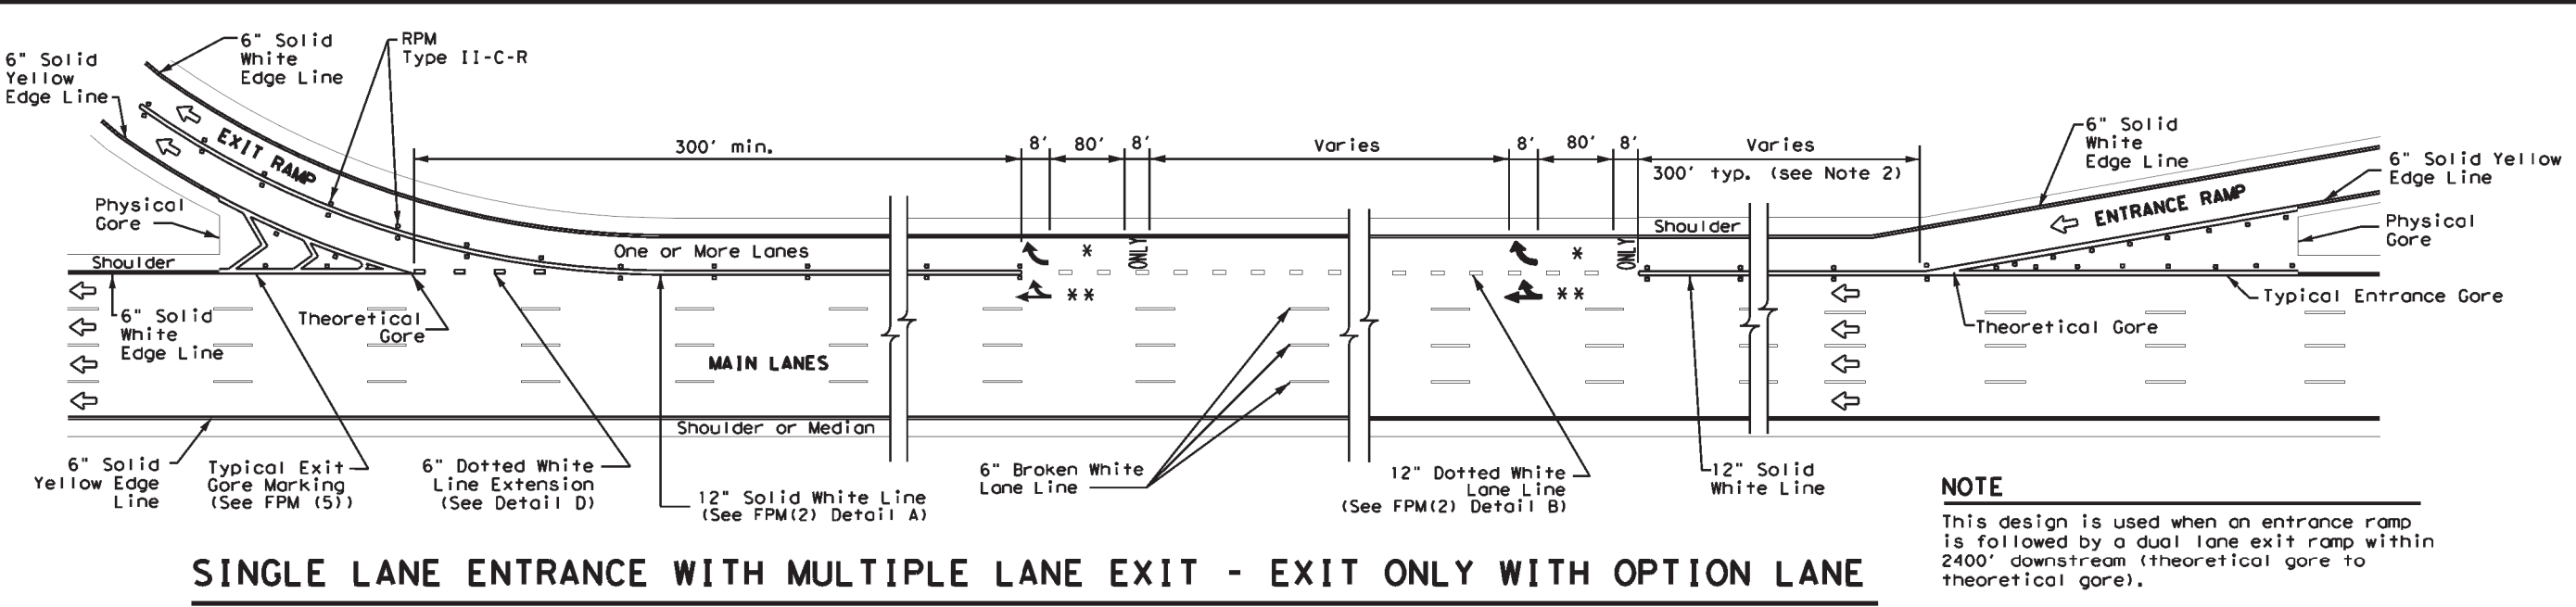 6" Solid
Yellow
Edge Line
6" Solid
White
Edge Line
RPM
Type II-C-R
EXIT RAMP
Physical
Gore
Shoulder
300' min.
8'
80'
8'
Varies
8'
80'
8'
Varies
300' typ. (see Note 2)
6" Solid
White
Edge Line
6" Solid Yellow
Edge Line
ENTRANCE RAMP
Physical
Gore
Shoulder
One or More Lanes
*
ONLY
*
ONLY
**
**
6" Solid
White
Edge Line
Theoretical
Gore
Theoretical Gore
Typical Entrance Gore
MAIN LANES
Shoulder or Median
6" Solid
Yellow Edge
Line
Typical Exit
Gore Marking
(See FPM (5))
6" Dotted White
Line Extension
(See Detail D)
12" Solid White Line
(See FPM(2) Detail A)
6" Broken White
Lane Line
12" Dotted White
Lane Line
(See FPM(2) Detail B)
12" Solid
White Line
NOTE
This design is used when an entrance ramp
is followed by a dual lane exit ramp within
2400' downstream (theoretical gore to
theoretical gore).
SINGLE LANE ENTRANCE WITH MULTIPLE LANE EXIT - EXIT ONLY WITH OPTION LANE